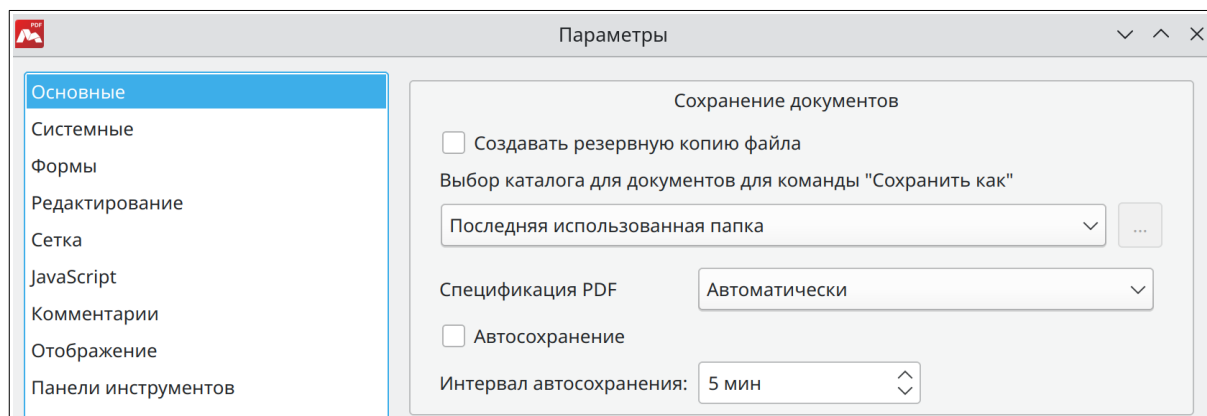 PDF
Параметры
Основные
Системные
Формы
Редактирование
Сетка
JavaScript
Комментарии
Отображение
Панели инструментов
Сохранение документов
Создавать резервную копию файла
Выбор каталога для документов для команды "Сохранить как"
Последняя использованная папка
...
Спецификация PDF
Автоматически
Автосохранение
Интервал автосохранения:
5 мин